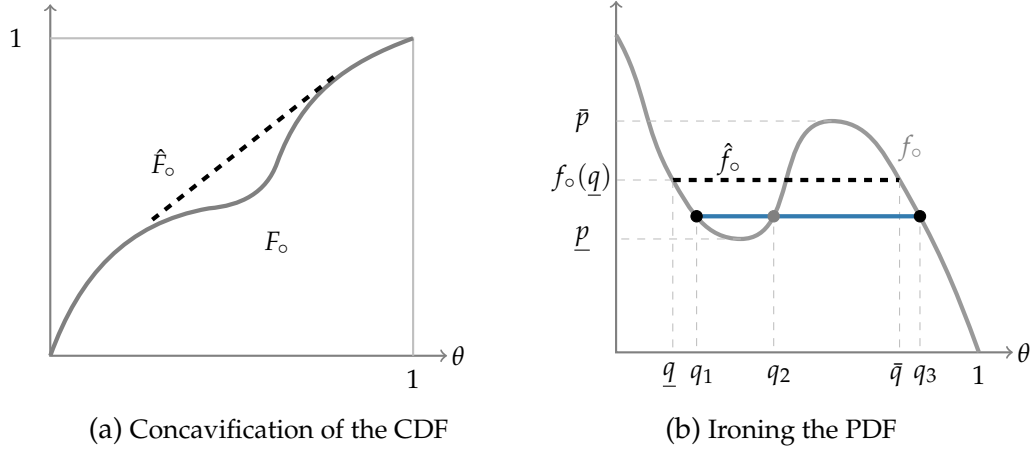 1
F̂∘
F∘
θ
1
(a) Concavification of the CDF
p̄
f∘(q̲)
p̲
f̂∘
f∘
θ
q̲ q₁ q₂ q̄ q₃ 1
(b) Ironing the PDF